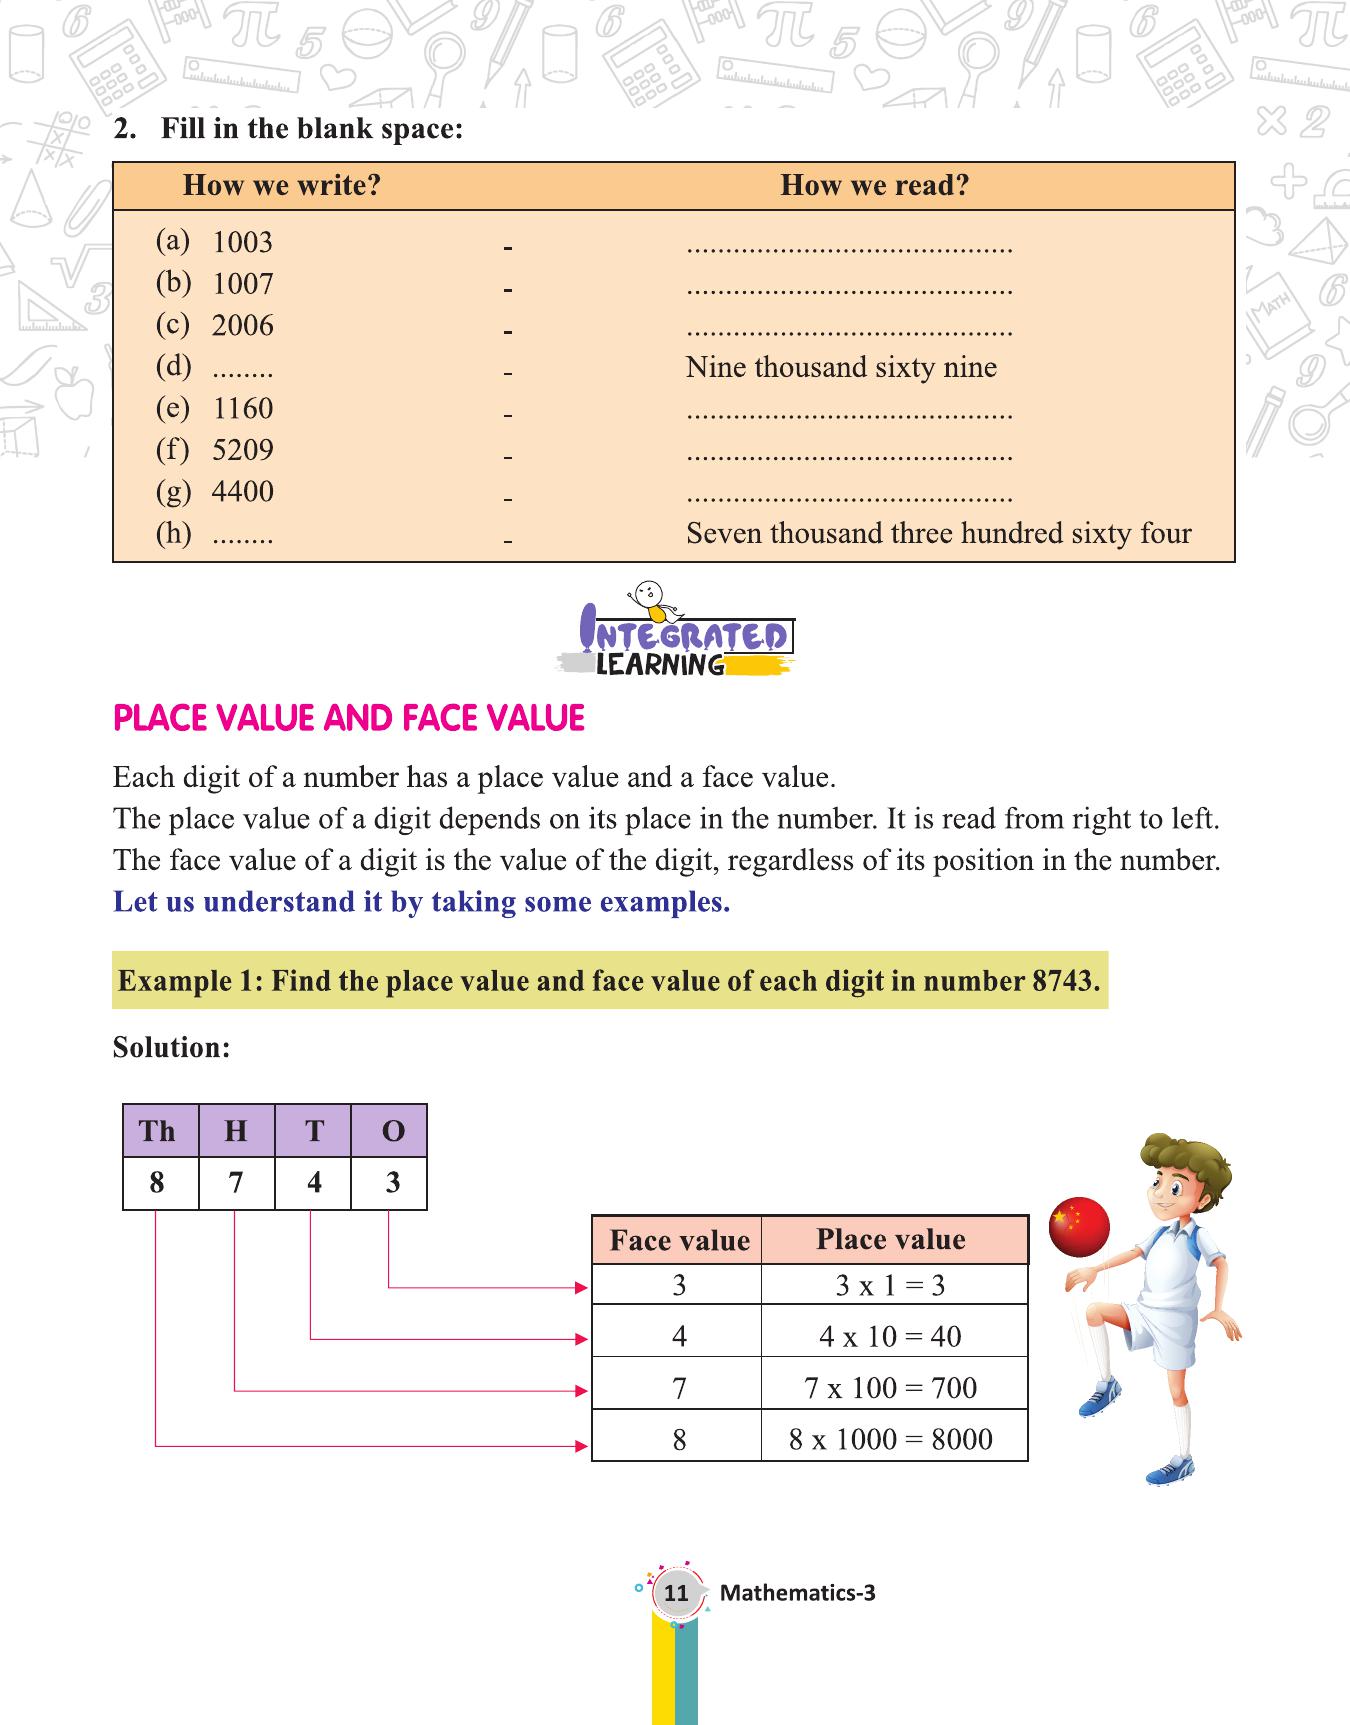 2. Fill in the blank space:
How we write? How we read?
(a) 1003 - ..........................................
(b) 1007 - ..........................................
(c) 2006 - ..........................................
(d) ........ - Nine thousand sixty nine
(e) 1160 - ..........................................
(f) 5209 - ..........................................
(g) 4400 - ..........................................
(h) ........ - Seven thousand three hundred sixty four
INTEGRATED
LEARNING
PLACE VALUE AND FACE VALUE
Each digit of a number has a place value and a face value.
The place value of a digit depends on its place in the number. It is read from right to left.
The face value of a digit is the value of the digit, regardless of its position in the number.
Let us understand it by taking some examples.
Example 1: Find the place value and face value of each digit in number 8743.
Solution:
Th H T O
8 7 4 3
Face value Place value
3 3 x 1 = 3
4 4 x 10 = 40
7 7 x 100 = 700
8 8 x 1000 = 8000
11 Mathematics-3